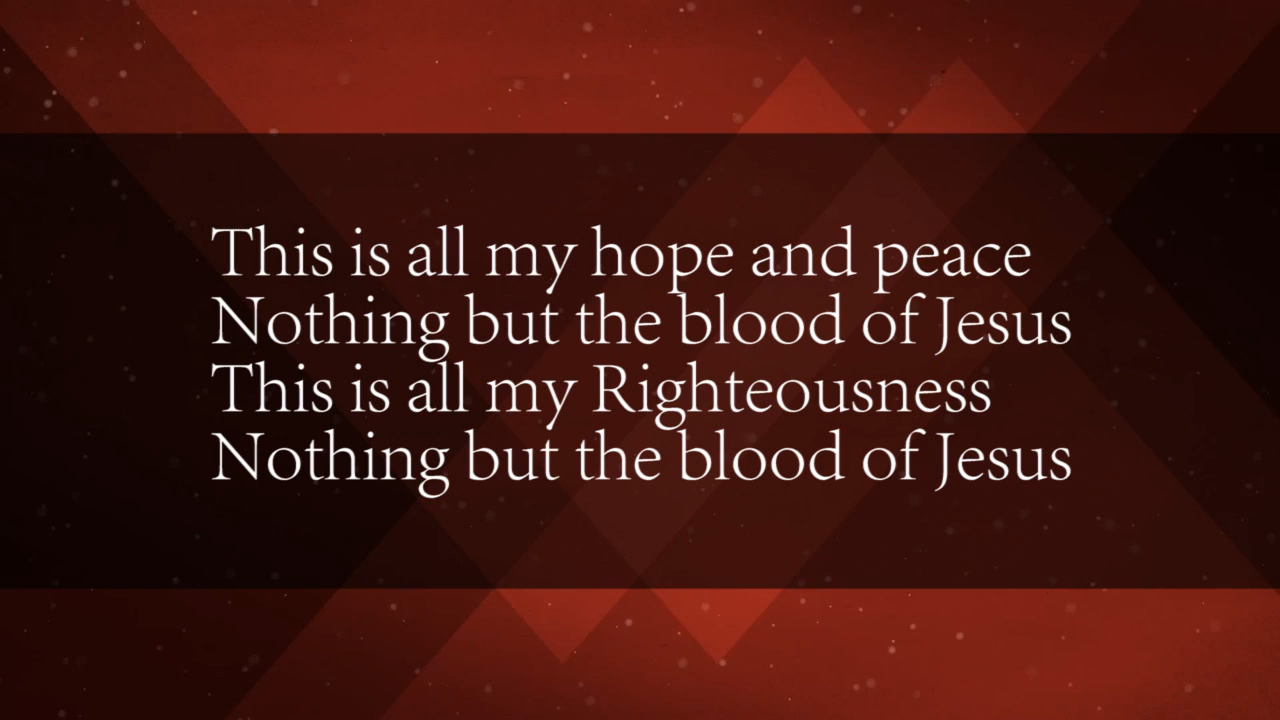 This is all my hope and peace
Nothing but the blood of Jesus
This is all my Righteousness
Nothing but the blood of Jesus